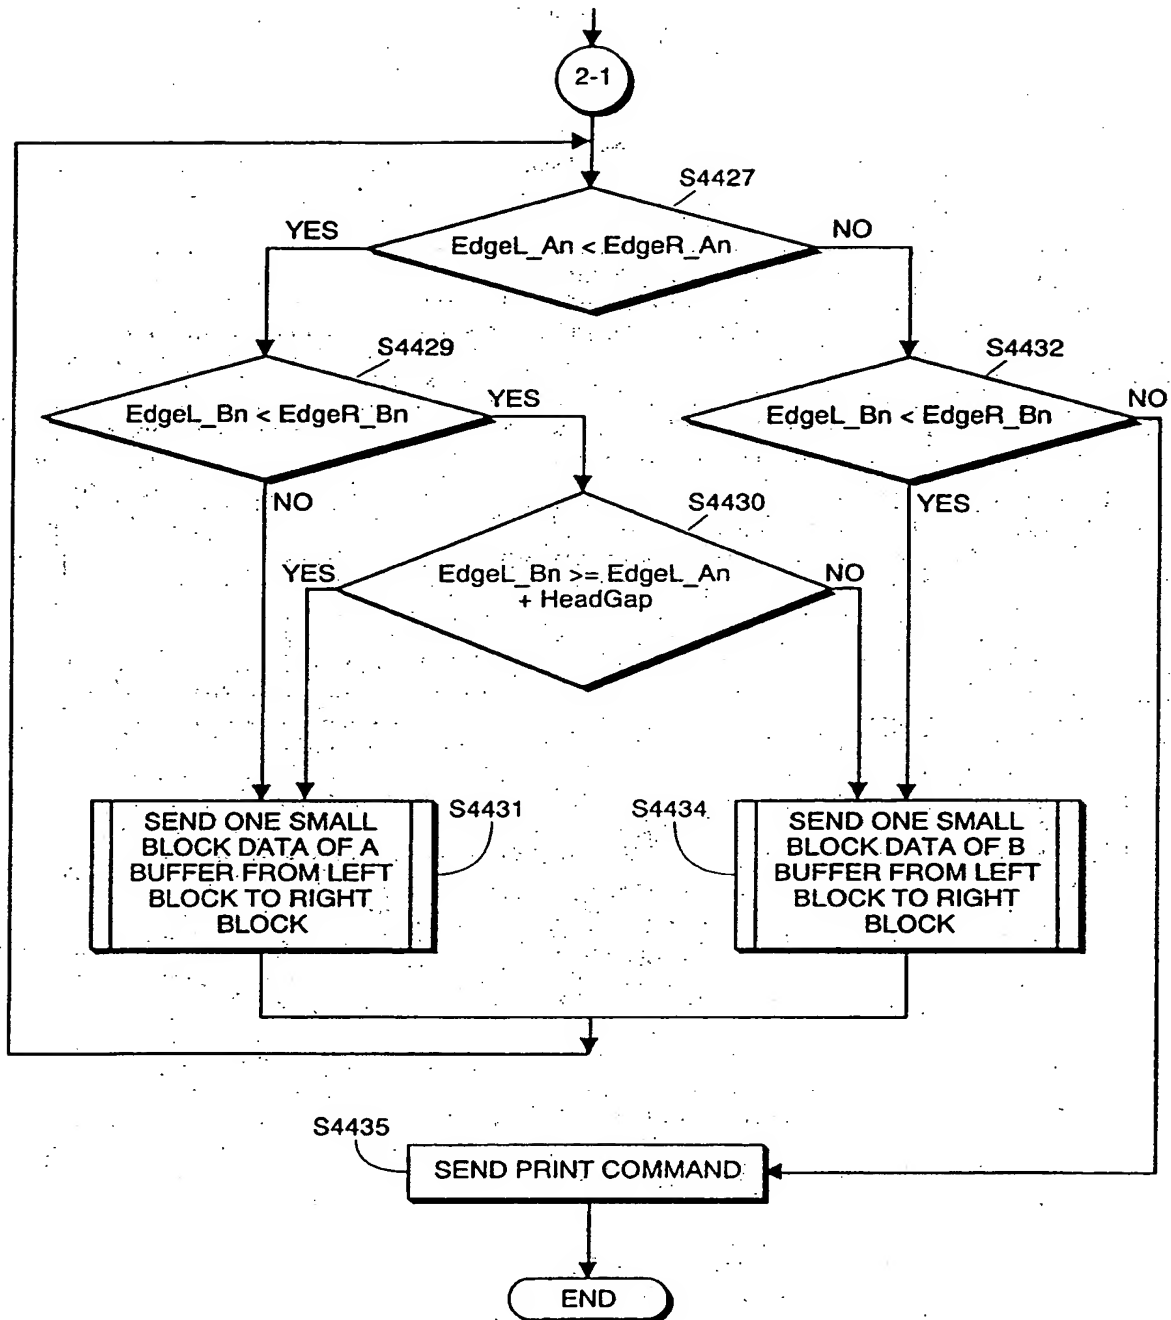 2-1
S4427
YES
NO
EdgeL_An < EdgeR_An
S4429
S4432
YES
NO
EdgeL_Bn < EdgeR_Bn
EdgeL_Bn < EdgeR_Bn
NO
S4430
YES
YES
NO
EdgeL_Bn >= EdgeL_An
+ HeadGap
S4431
S4434
SEND ONE SMALL
BLOCK DATA OF A
BUFFER FROM LEFT
BLOCK TO RIGHT
BLOCK
SEND ONE SMALL
BLOCK DATA OF B
BUFFER FROM LEFT
BLOCK TO RIGHT
BLOCK
S4435
SEND PRINT COMMAND
END